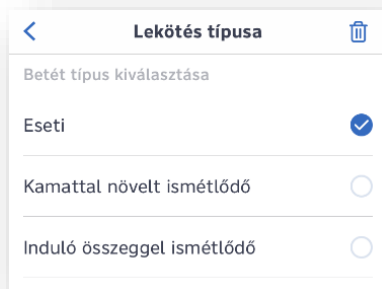 Lekötés típusa
Betét típus kiválasztása
Eseti
Kamattal növelt ismétlődő
Induló összeggel ismétlődő